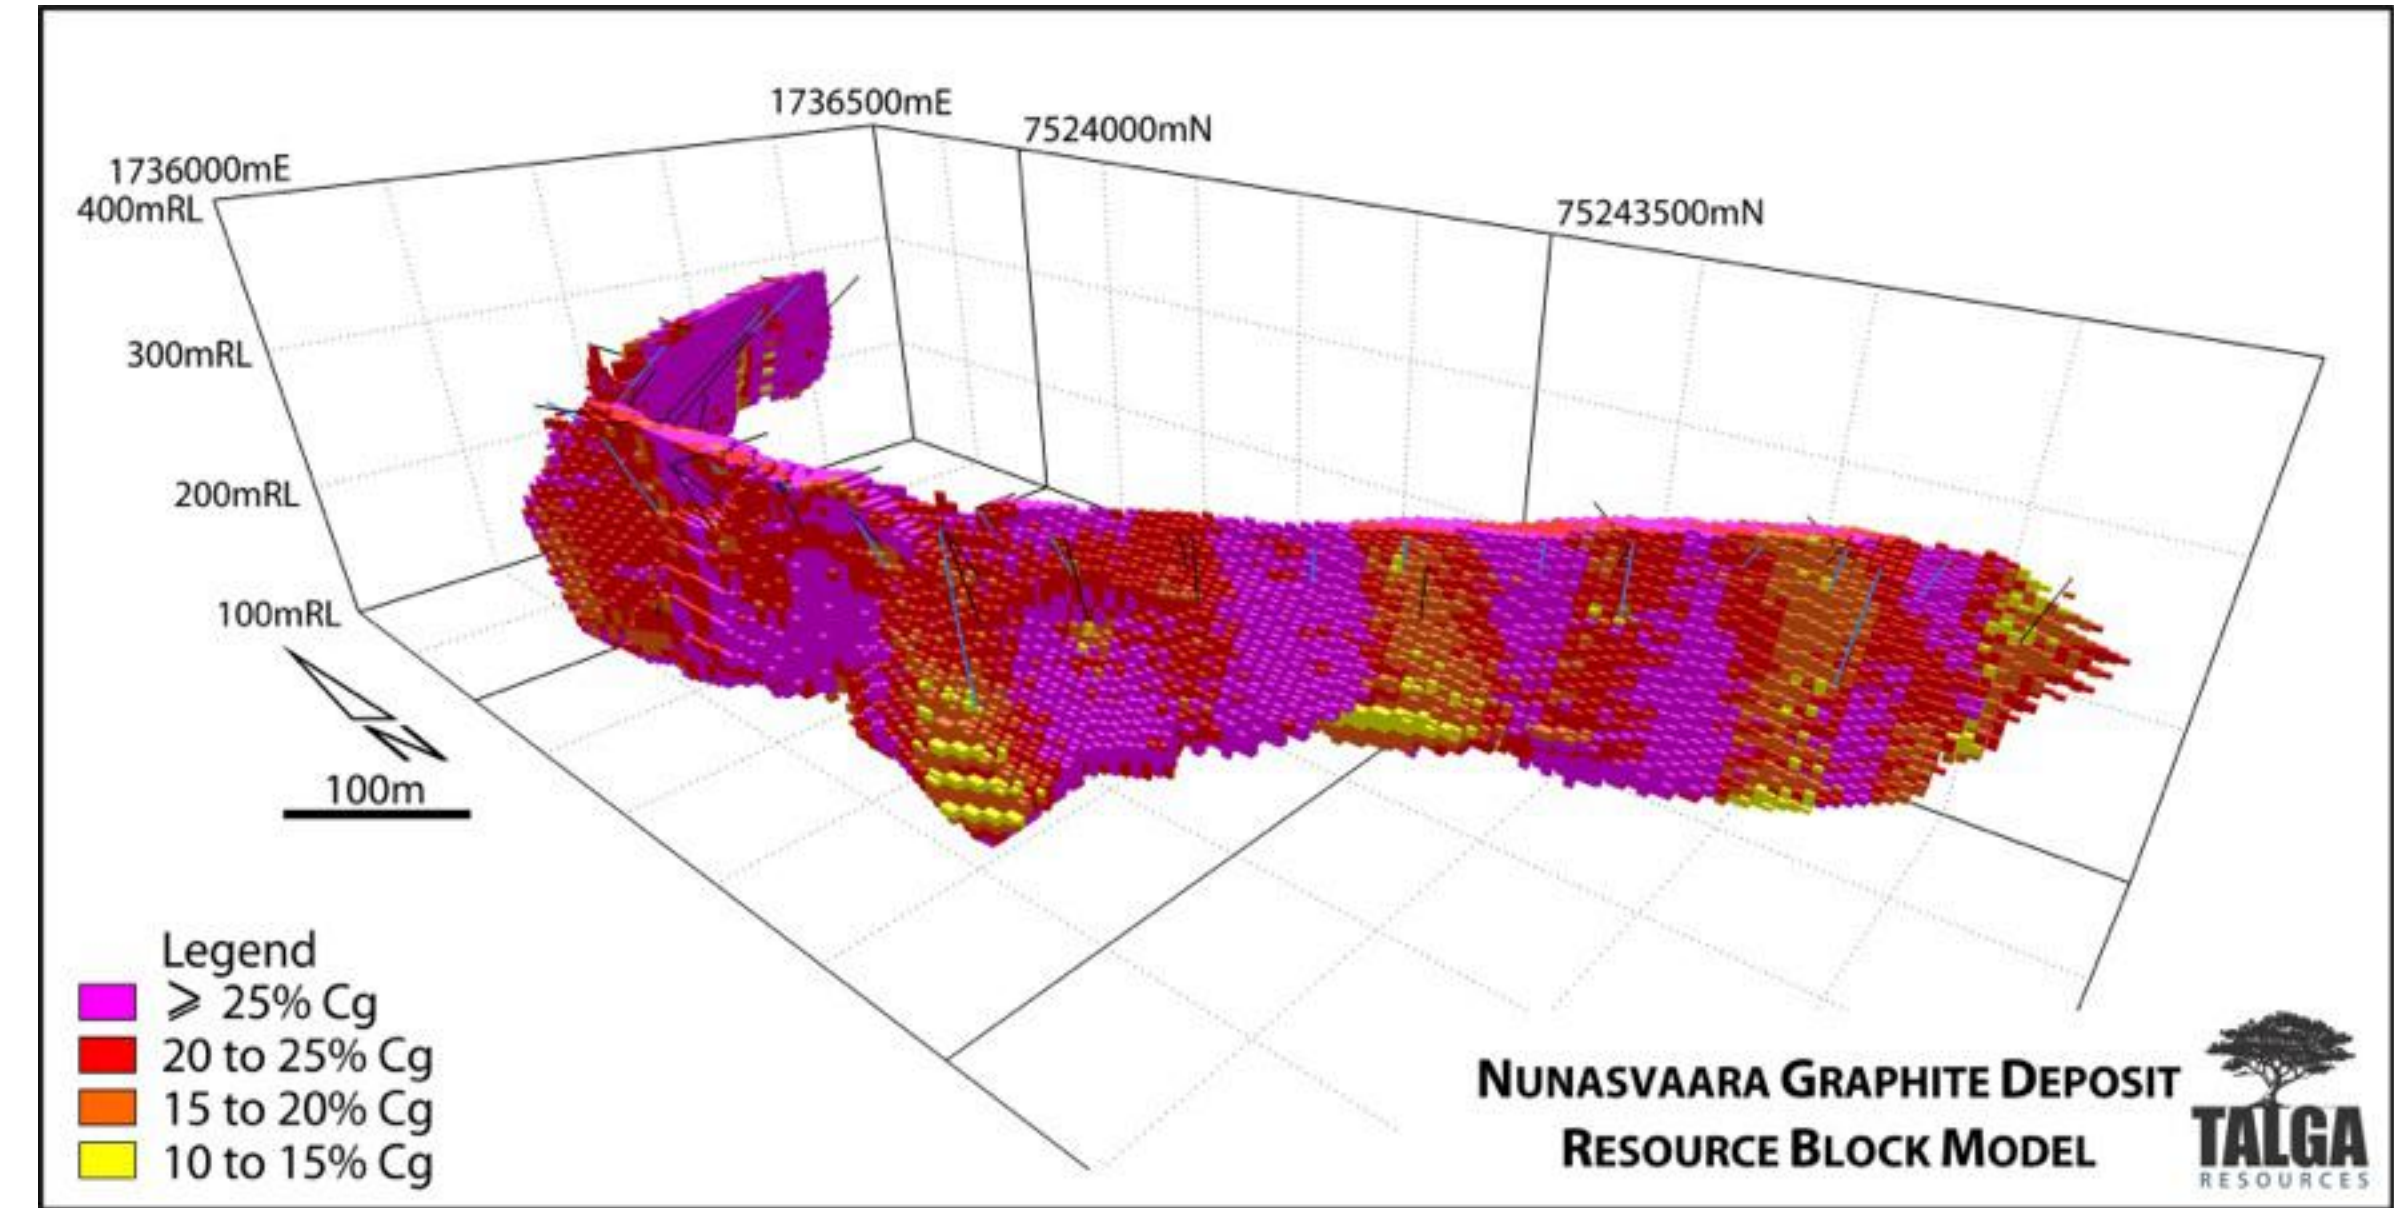 1736500mE
7524000mN
1736000mE
400mRL
75243500mN
300mRL
200mRL
100mRL
N
100m
Legend
⩾ 25% Cg
20 to 25% Cg
15 to 20% Cg
10 to 15% Cg
NUNASVAARA GRAPHITE DEPOSIT
RESOURCE BLOCK MODEL
TALGA
RESOURCES